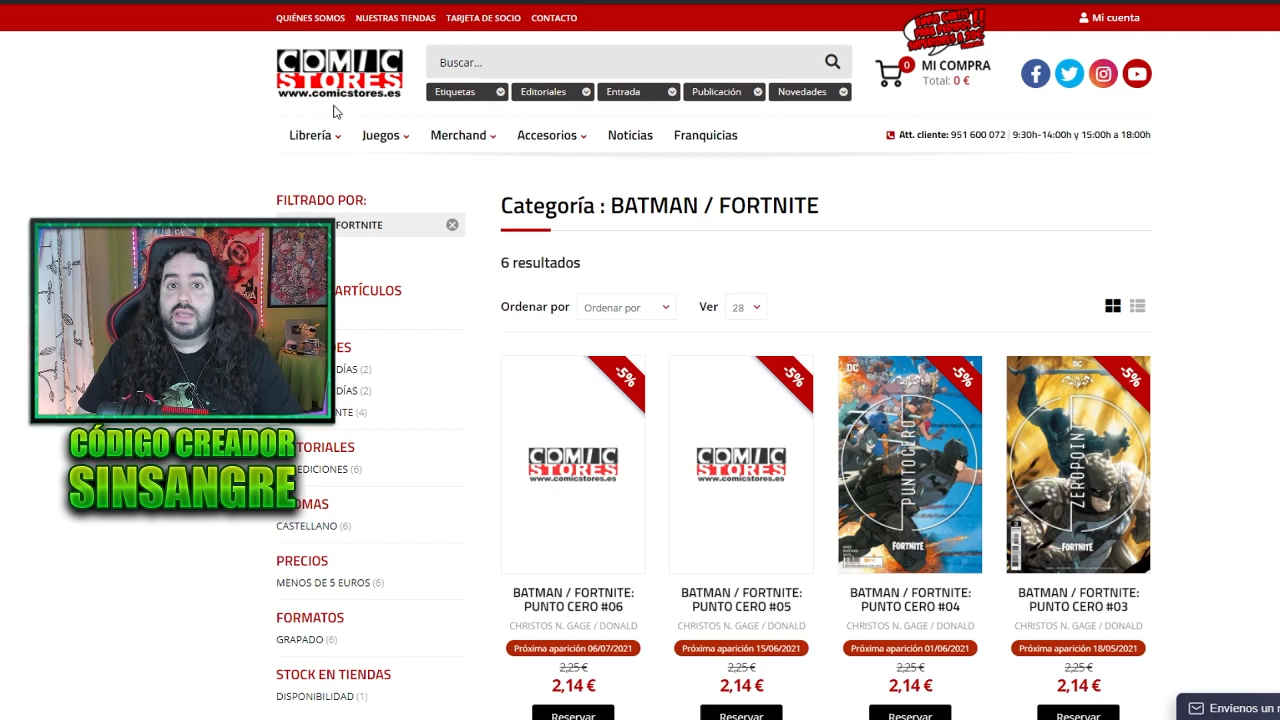 QUIÉNES SOMOS NUESTRAS TIENDAS TARJETA DE SOCIO CONTACTO
Mi cuenta
COMIC
STORES
www.comicstores.es
Buscar...
Etiquetas Editoriales Entrada Publicación Novedades
0 MI COMPRA
Total: 0 €
Librería Juegos Merchand Accesorios Noticias Franquicias
Att. cliente: 951 600 072 | 9:30h-14:00h y 15:00h a 18:00h
FILTRADO POR:
FORTNITE
ARTÍCULOS
ES
DÍAS (2)
DÍAS (2)
NTE (4)
TORIALES
EDICIONES (6)
OMAS
CASTELLANO (6)
PRECIOS
MENOS DE 5 EUROS (6)
FORMATOS
GRAPADO (6)
STOCK EN TIENDAS
DISPONIBILIDAD (1)
CÓDIGO CREADOR
SINSANGRE
Categoría : BATMAN / FORTNITE
6 resultados
Ordenar por Ordenar por Ver 28
-5%
COMIC
STORES
www.comicstores.es
BATMAN / FORTNITE:
PUNTO CERO #06
CHRISTOS N. GAGE / DONALD
Próxima aparición 06/07/2021
2,25 €
2,14 €
Reservar
-5%
COMIC
STORES
www.comicstores.es
BATMAN / FORTNITE:
PUNTO CERO #05
CHRISTOS N. GAGE / DONALD
Próxima aparición 15/06/2021
2,25 €
2,14 €
Reservar
-5%
DC
PUNTO CERO
FORTNITE
BATMAN / FORTNITE:
PUNTO CERO #04
CHRISTOS N. GAGE / DONALD
Próxima aparición 01/06/2021
2,25 €
2,14 €
Reservar
-5%
DC
ZEROPOIN
FORTNITE
BATMAN / FORTNITE:
PUNTO CERO #03
CHRISTOS N. GAGE / DONALD
Próxima aparición 18/05/2021
2,25 €
2,14 €
Reservar
Envíenos un